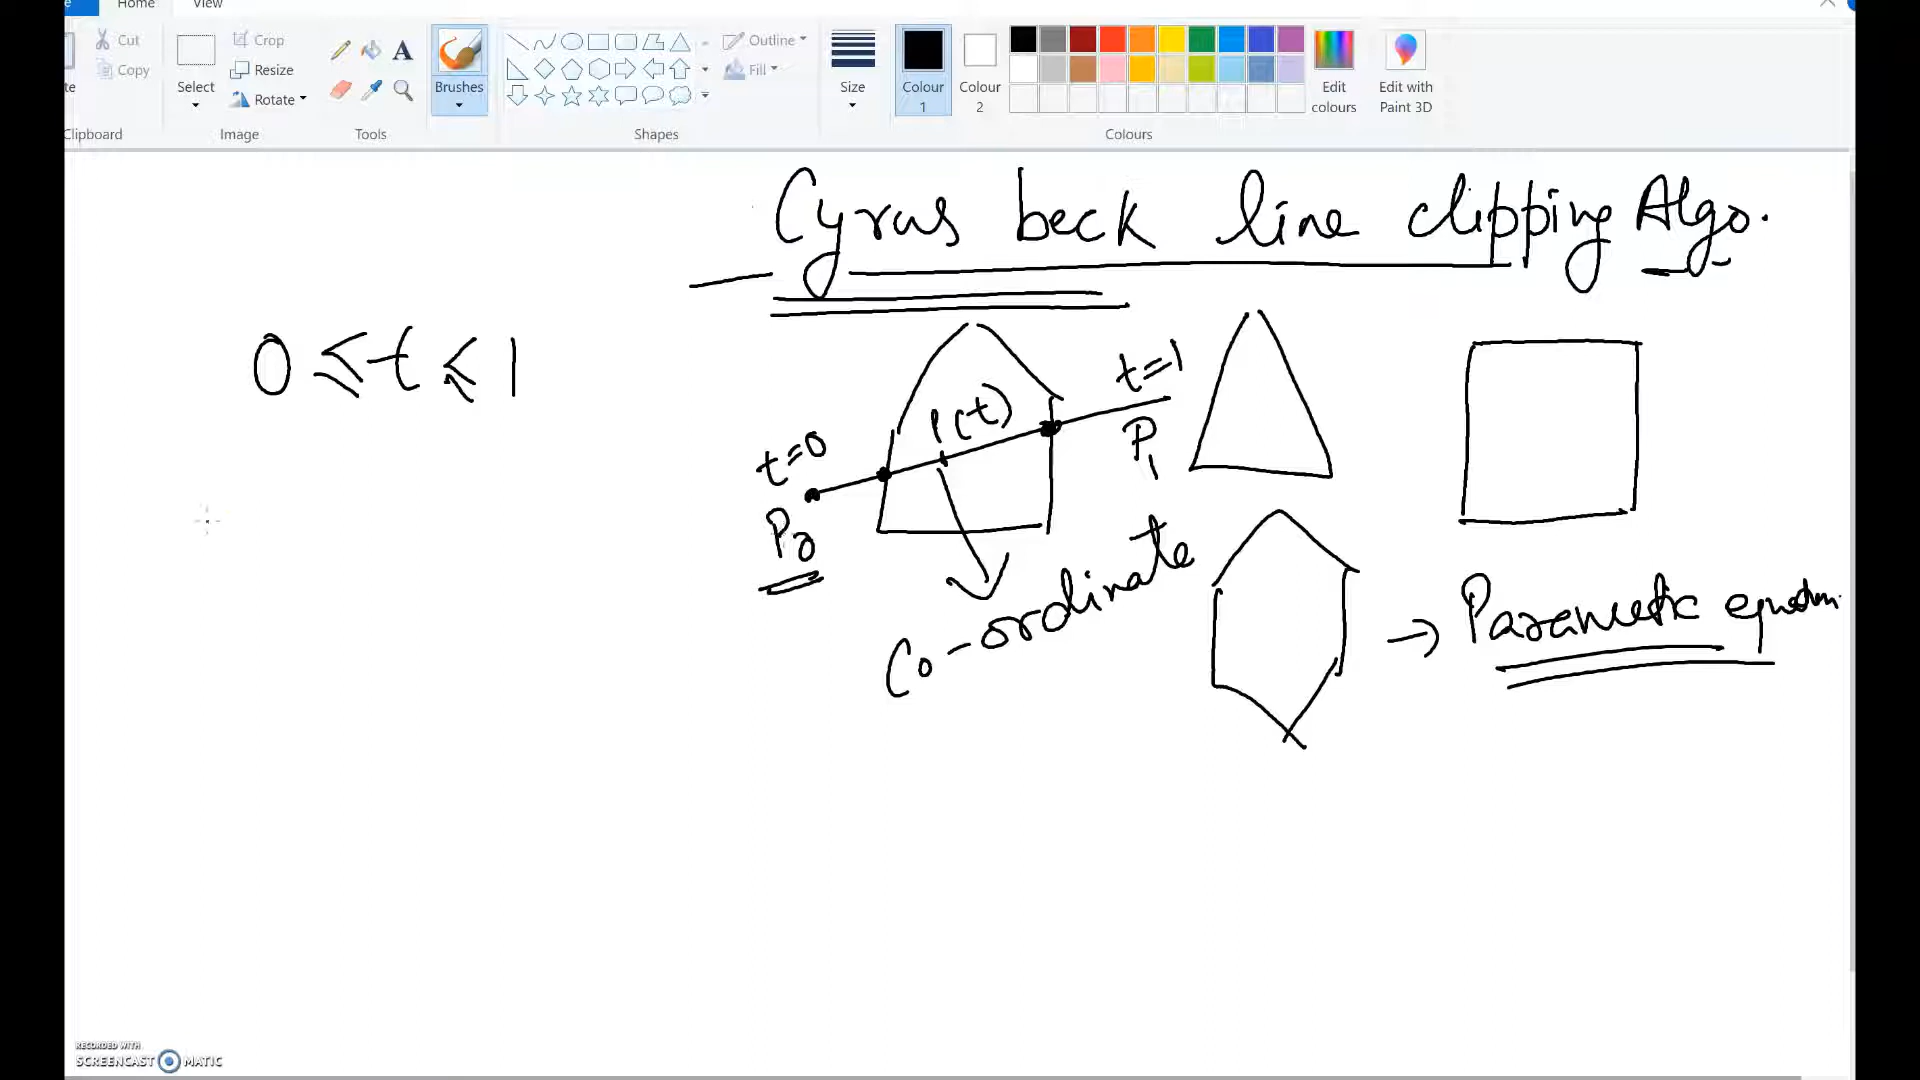 Home View
Cut
Copy
Clipboard
Select
Crop
Resize
Rotate
Image
Tools
Brushes
Shapes
Outline
Fill
Size
Colour 1
Colour 2
Edit colours
Edit with Paint 3D
Colours
Cyrus beck line clipping Algo.
0 ≤ t ≤ 1
t=0
P0
(t)
t=1
P1
Co-ordinate
→ Parametic equation.
RECORDED WITH
SCREENCAST MATIC